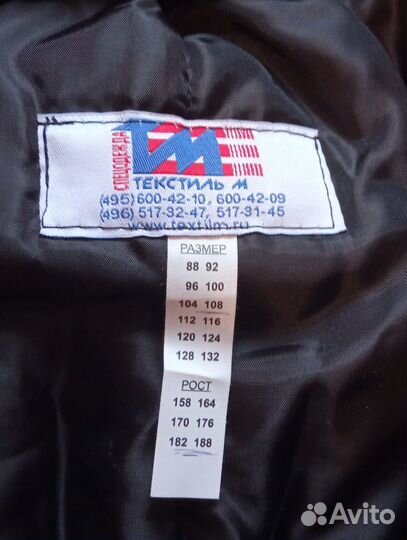 СПЕЦОДЕЖДА
ТМ
ТЕКСТИЛЬ М
(495)600-42-10, 600-42-09
(496)517-32-47, 517-31-45
www.textilm.ru
РАЗМЕР
88 92
96 100
104 108
112 116
120 124
128 132
РОСТ
158 164
170 176
182 188
Avito